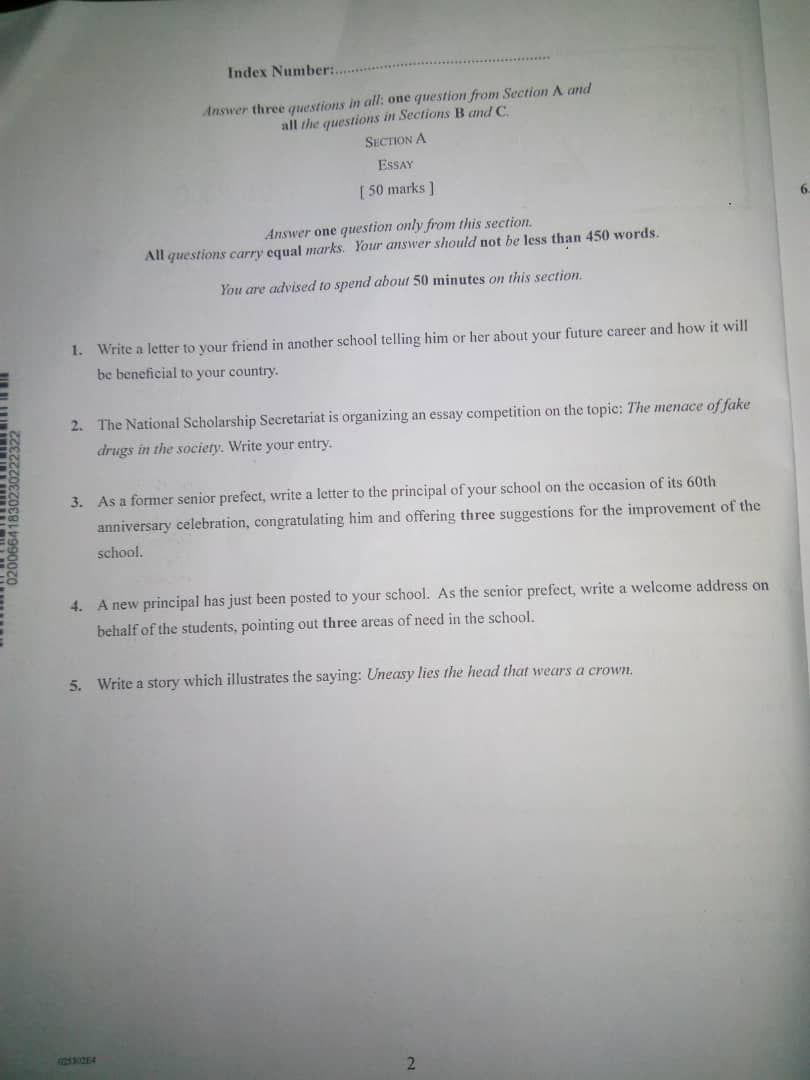 Index Number:..................................................
Answer three questions in all: one question from Section A and
all the questions in Sections B and C.
SECTION A
ESSAY
[ 50 marks ]
6.
Answer one question only from this section.
All questions carry equal marks. Your answer should not be less than 450 words.
You are advised to spend about 50 minutes on this section.
1. Write a letter to your friend in another school telling him or her about your future career and how it will
be beneficial to your country.
2. The National Scholarship Secretariat is organizing an essay competition on the topic: The menace of fake
drugs in the society. Write your entry.
3. As a former senior prefect, write a letter to the principal of your school on the occasion of its 60th
anniversary celebration, congratulating him and offering three suggestions for the improvement of the
school.
4. A new principal has just been posted to your school. As the senior prefect, write a welcome address on
behalf of the students, pointing out three areas of need in the school.
5. Write a story which illustrates the saying: Uneasy lies the head that wears a crown.
02006641830230222322
2